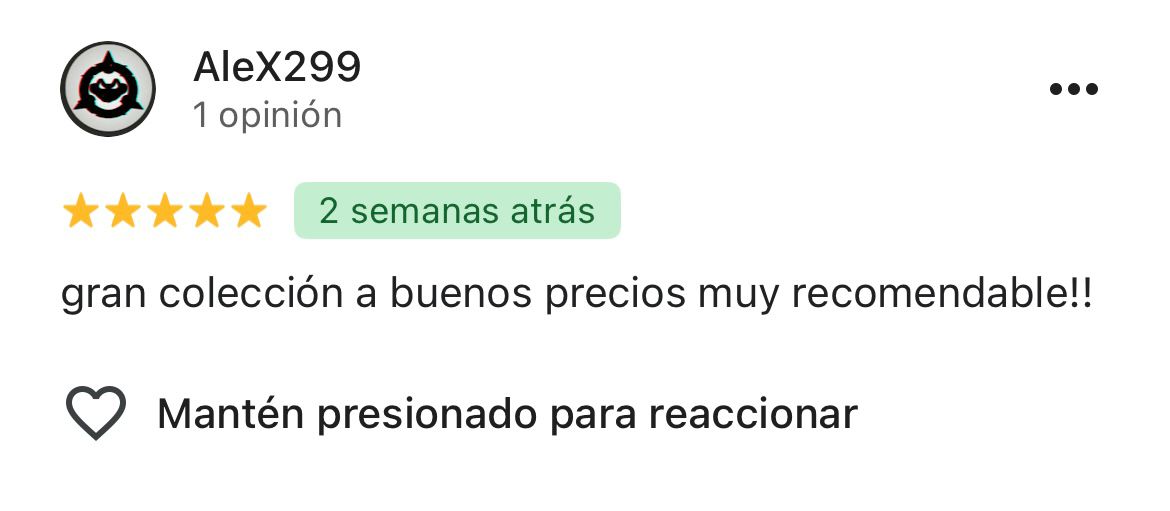 AleX299
1 opinión
2 semanas atrás
gran colección a buenos precios muy recomendable!!
Mantén presionado para reaccionar